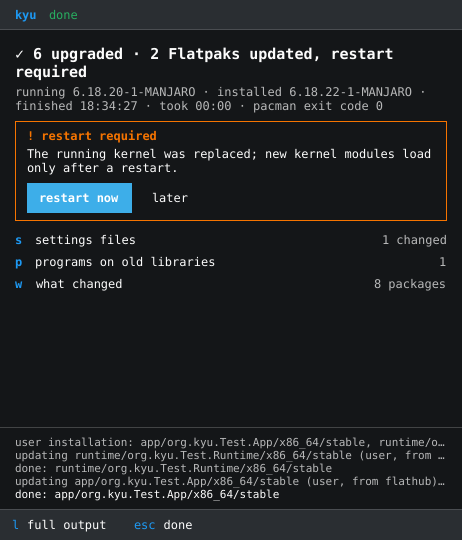 kyu done
✓ 6 upgraded · 2 Flatpaks updated, restart
required
running 6.18.20-1-MANJARO · installed 6.18.22-1-MANJARO ·
finished 18:34:27 · took 00:00 · pacman exit code 0
! restart required
The running kernel was replaced; new kernel modules load
only after a restart.
restart now later
s settings files 1 changed
p programs on old libraries 1
w what changed 8 packages
user installation: app/org.kyu.Test.App/x86_64/stable, runtime/o…
updating runtime/org.kyu.Test.Runtime/x86_64/stable (user, from …
done: runtime/org.kyu.Test.Runtime/x86_64/stable
updating app/org.kyu.Test.App/x86_64/stable (user, from flathub)…
done: app/org.kyu.Test.App/x86_64/stable
l full output esc done